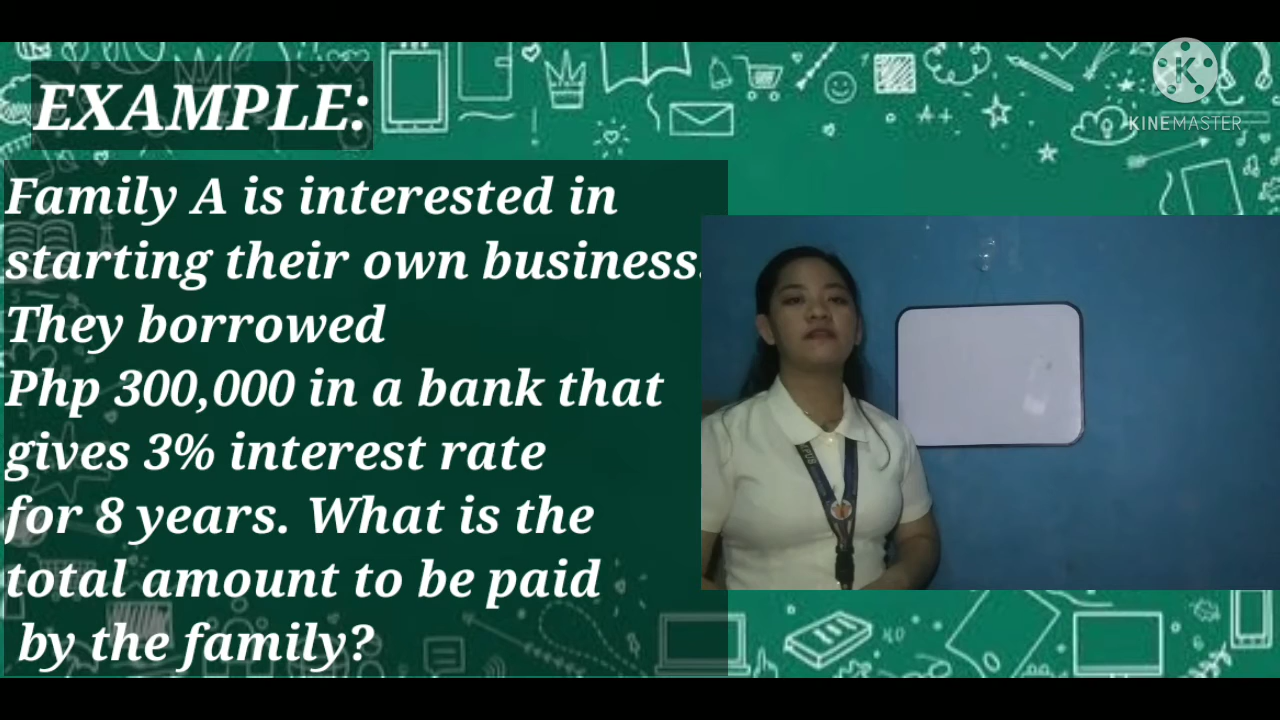 EXAMPLE:
Family A is interested in
starting their own business.
They borrowed
Php 300,000 in a bank that
gives 3% interest rate
for 8 years. What is the
total amount to be paid
by the family?
K
KINEMASTER